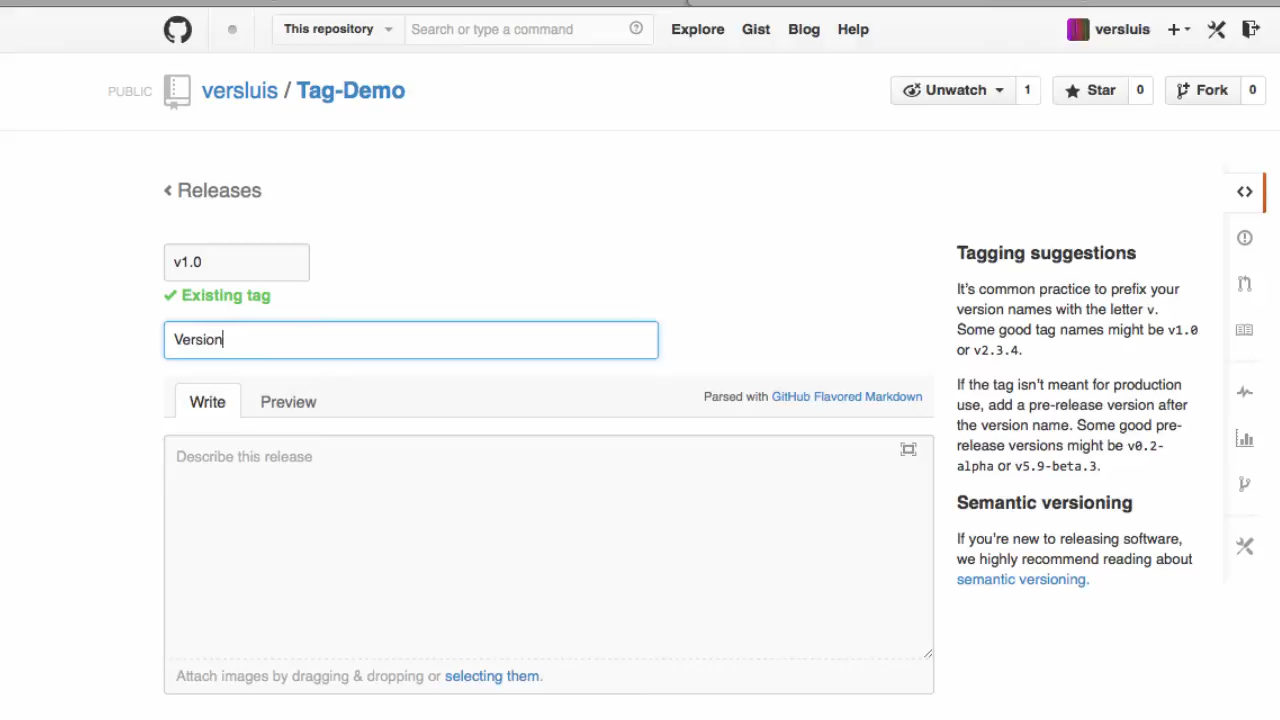 This repository
Search or type a command
Explore
Gist
Blog
Help
versluis
PUBLIC
versluis / Tag-Demo
Unwatch
1
Star
0
Fork
0
Releases
v1.0
Existing tag
Version
Write
Preview
Parsed with GitHub Flavored Markdown
Describe this release
Attach images by dragging & dropping or selecting them.
Tagging suggestions
It's common practice to prefix your
version names with the letter v.
Some good tag names might be v1.0
or v2.3.4.
If the tag isn't meant for production
use, add a pre-release version after
the version name. Some good pre-
release versions might be v0.2-
alpha or v5.9-beta.3.
Semantic versioning
If you're new to releasing software,
we highly recommend reading about
semantic versioning.